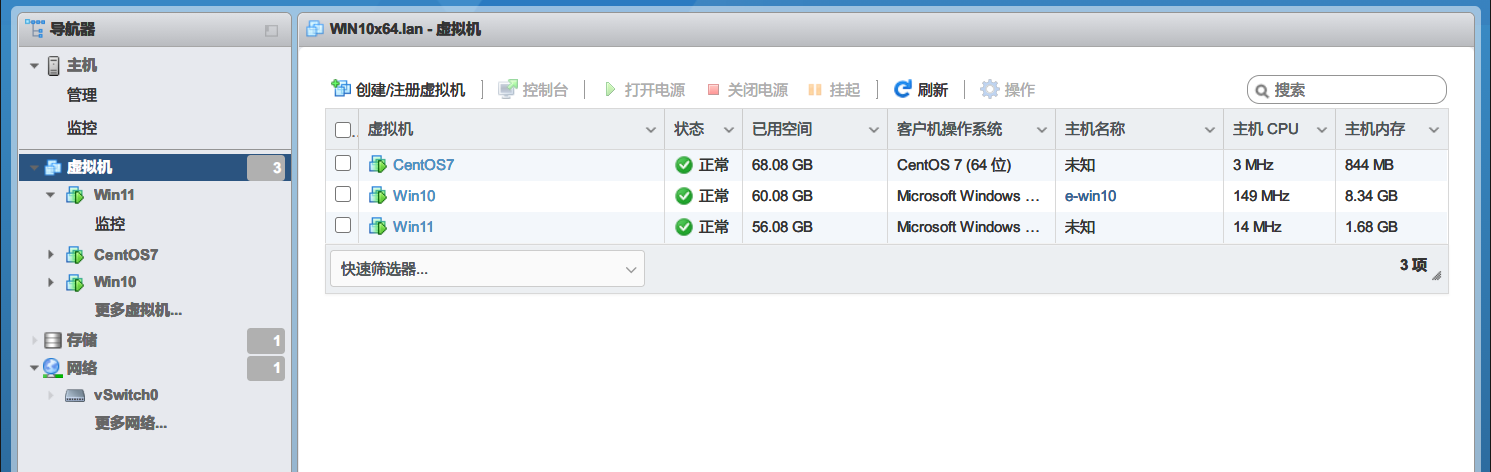 导航器
主机
管理
监控
虚拟机 3
Win11
监控
CentOS7
Win10
更多虚拟机...
存储 1
网络 1
vSwitch0
更多网络...
WIN10x64.lan - 虚拟机
创建/注册虚拟机 控制台 打开电源 关闭电源 挂起 刷新 操作 搜索
虚拟机 状态 已用空间 客户机操作系统 主机名称 主机 CPU 主机内存
CentOS7 正常 68.08 GB CentOS 7 (64 位) 未知 3 MHz 844 MB
Win10 正常 60.08 GB Microsoft Windows ... e-win10 149 MHz 8.34 GB
Win11 正常 56.08 GB Microsoft Windows ... 未知 14 MHz 1.68 GB
快速筛选器... 3 项